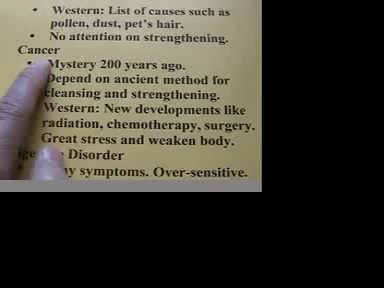 • Western: List of causes such as
pollen, dust, pet's hair.
• No attention on strengthening.
Cancer
• Mystery 200 years ago.
Depend on ancient method for
cleansing and strengthening.
Western: New developments like
radiation, chemotherapy, surgery.
Great stress and weaken body.
Disorder
symptoms. Over-sensitive.